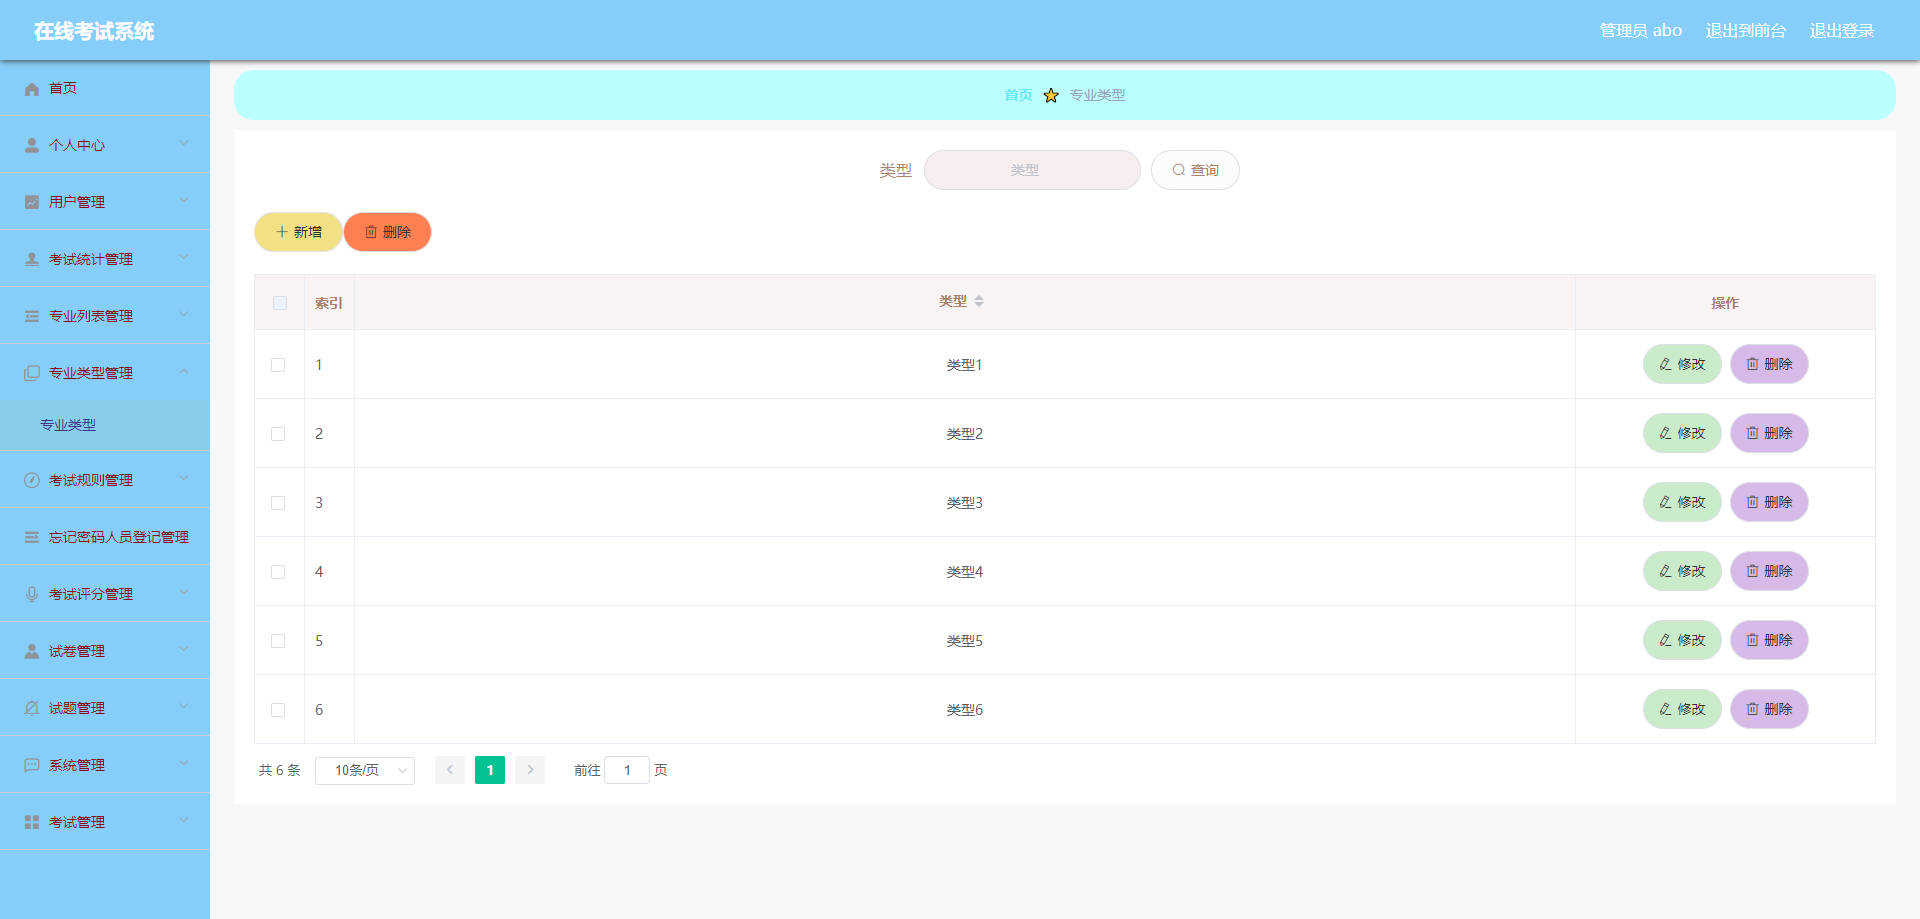 在线考试系统
管理员 abo 退出到前台 退出登录
首页
个人中心
用户管理
考试统计管理
专业列表管理
专业类型管理
专业类型
考试规则管理
忘记密码人员登记管理
考试评分管理
试卷管理
试题管理
系统管理
考试管理
首页 专业类型
类型 类型 查询
新增 删除
索引 类型 操作
1 类型1 修改 删除
2 类型2 修改 删除
3 类型3 修改 删除
4 类型4 修改 删除
5 类型5 修改 删除
6 类型6 修改 删除
共 6 条 10条/页 1 前往 1 页